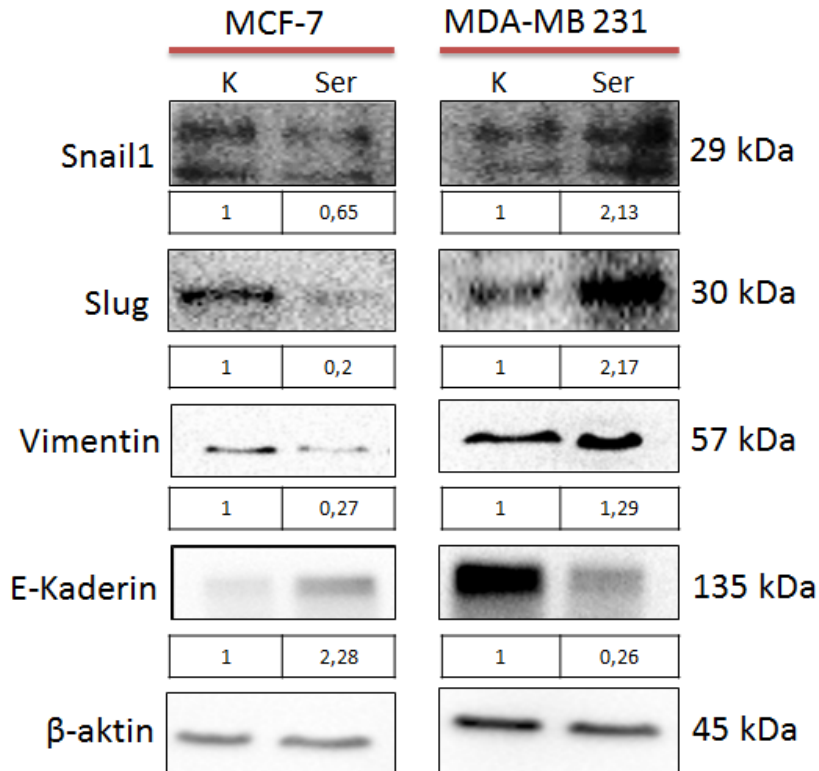 MCF-7 MDA-MB 231
K Ser K Ser
Snail1 29 kDa
1 0,65 1 2,13
Slug 30 kDa
1 0,2 1 2,17
Vimentin 57 kDa
1 0,27 1 1,29
E-Kaderin 135 kDa
1 2,28 1 0,26
β-aktin 45 kDa